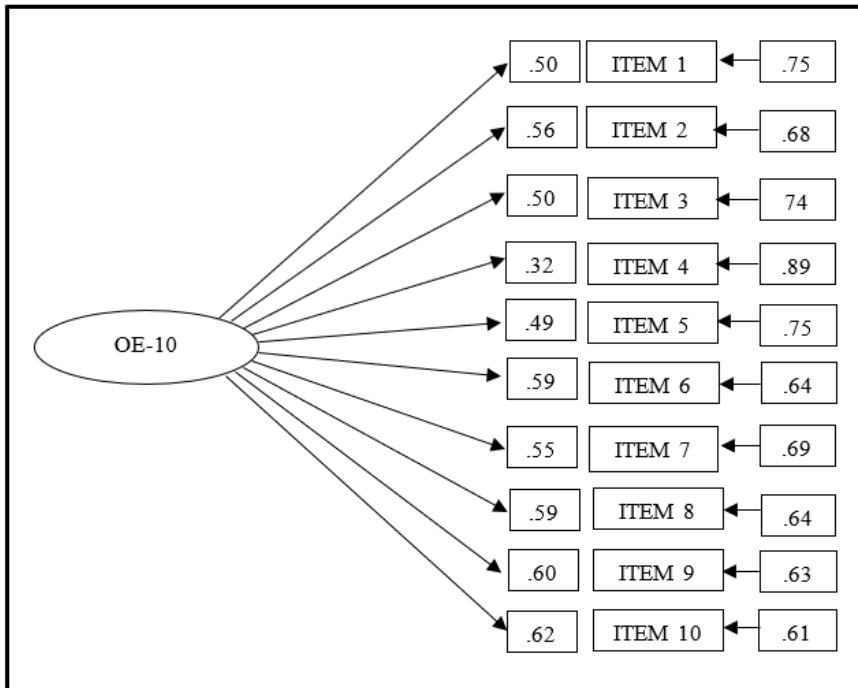 .50 ITEM 1 .75
.56 ITEM 2 .68
.50 ITEM 3 74
.32 ITEM 4 .89
.49 ITEM 5 .75
OE-10
.59 ITEM 6 .64
.55 ITEM 7 .69
.59 ITEM 8 .64
.60 ITEM 9 .63
.62 ITEM 10 .61